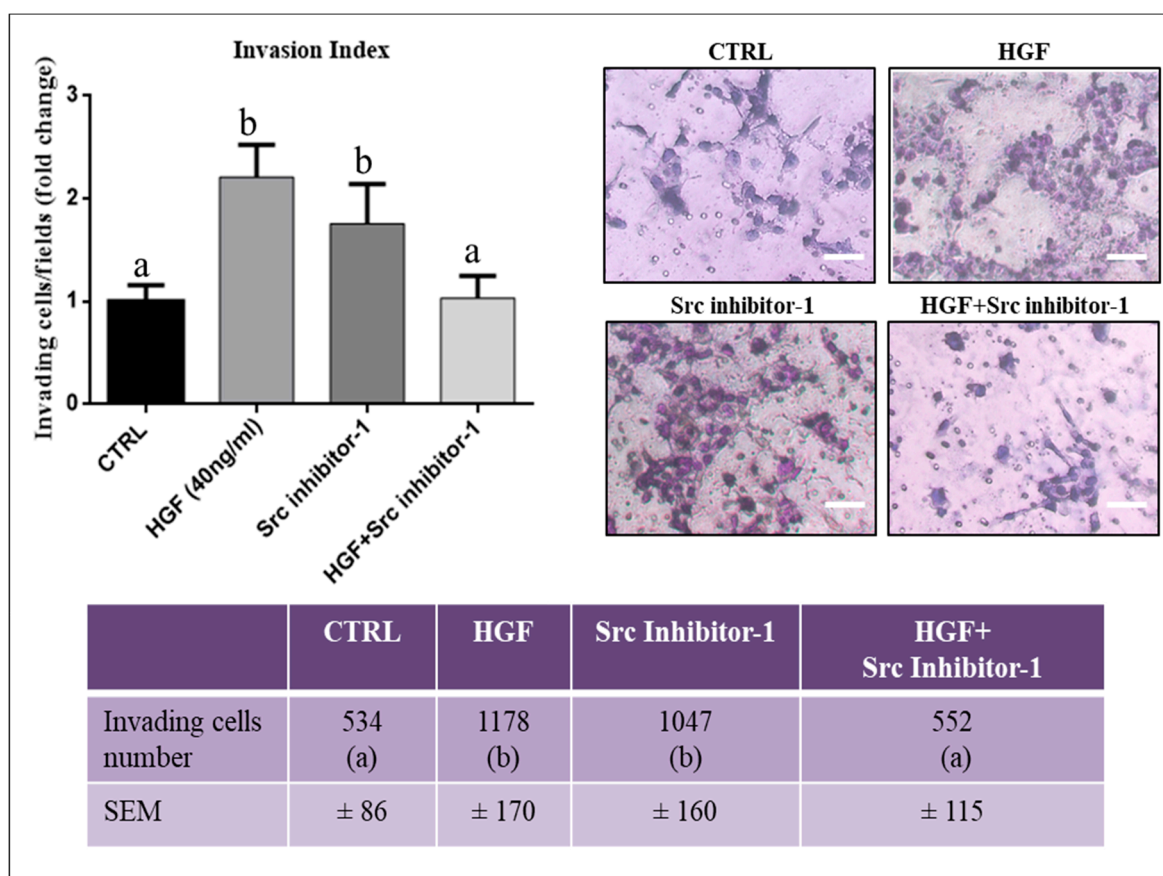 Invasion Index
Invading cells/fields (fold change)
3
2
1
0
a
b
b
a
CTRL
HGF (40ng/ml)
Src inhibitor-1
HGF+Src inhibitor-1
CTRL
HGF
Src inhibitor-1
HGF+Src inhibitor-1
CTRL
HGF
Src Inhibitor-1
HGF+
Src Inhibitor-1
Invading cells
number
534
(a)
1178
(b)
1047
(b)
552
(a)
SEM
± 86
± 170
± 160
± 115